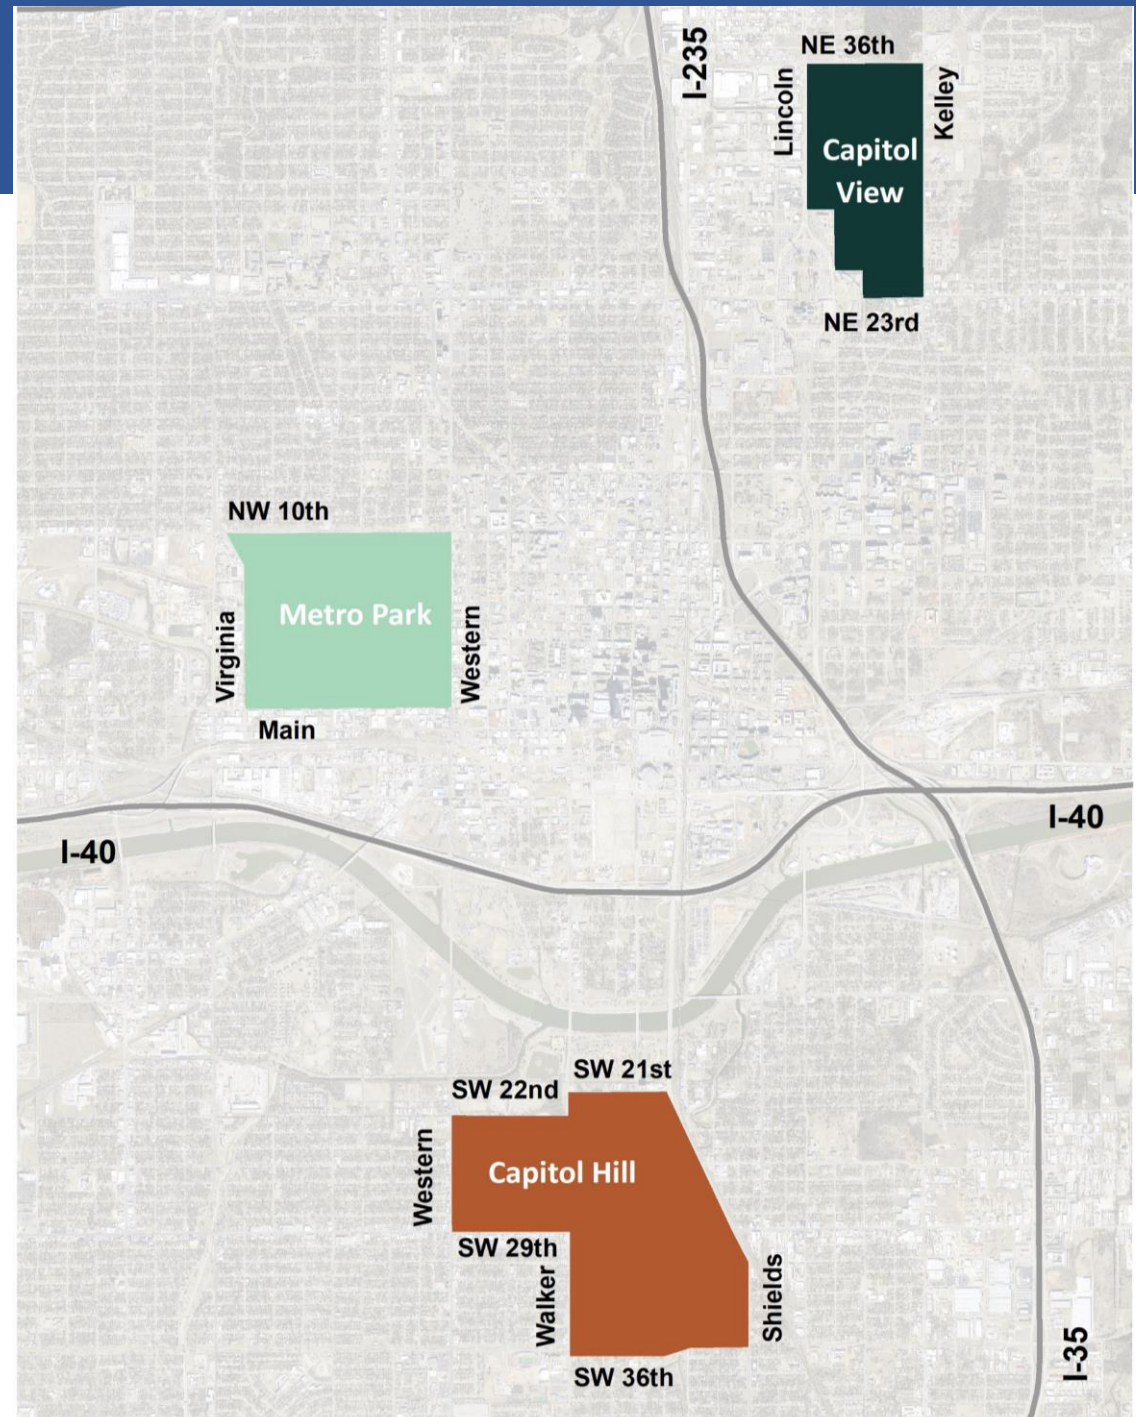 I-235
NE 36th
Lincoln
Kelley
Capitol
View
NE 23rd
NW 10th
Metro Park
Virginia
Western
Main
I-40
I-40
SW 21st
SW 22nd
Western
Capitol Hill
SW 29th
Walker
Shields
SW 36th
I-35